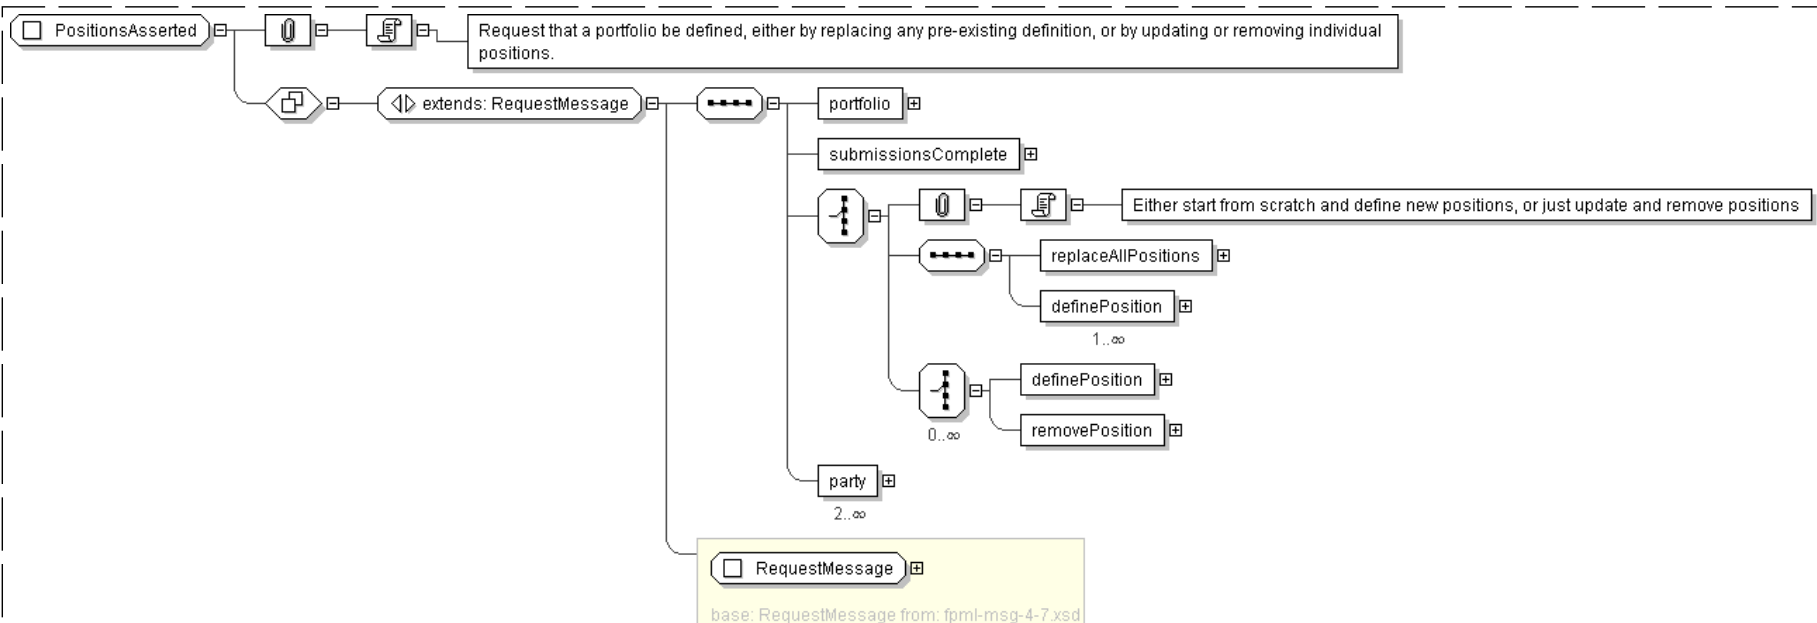 PositionsAsserted
Request that a portfolio be defined, either by replacing any pre-existing definition, or by updating or removing individual
positions.
extends: RequestMessage
portfolio
submissionsComplete
Either start from scratch and define new positions, or just update and remove positions
replaceAllPositions
definePosition
1..∞
definePosition
0..∞
removePosition
party
2..∞
RequestMessage
base: RequestMessage from: fpml-msg-4-7.xsd